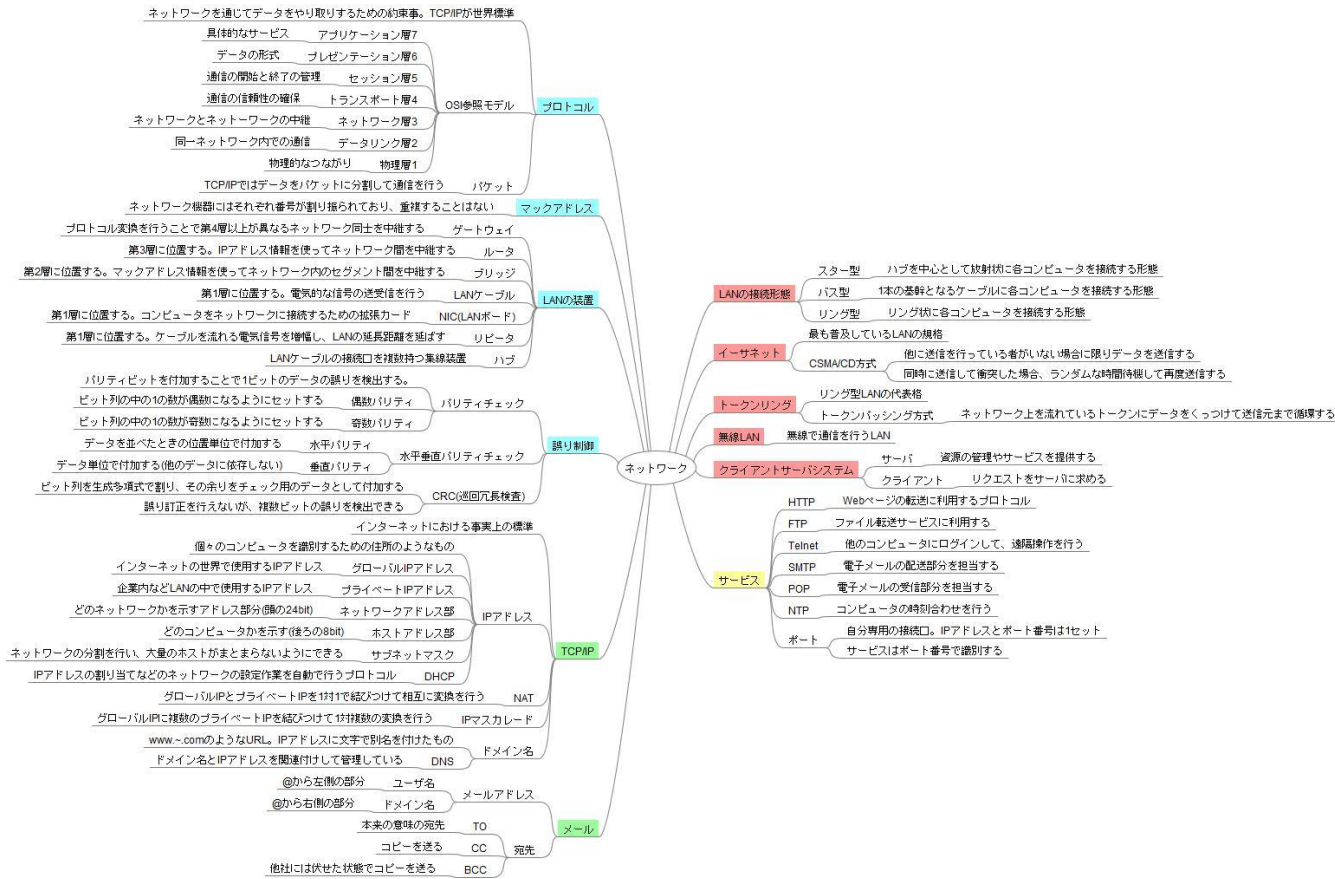 ネットワークを通じてデータをやり取りするための約束事。TCP/IPが世界標準
具体的なサービス アプリケーション層7
データの形式 プレゼンテーション層6
通信の開始と終了の管理 セッション層5
通信の信頼性の確保 トランスポート層4
OSI参照モデル
プロトコル
ネットワークとネットーワークの中継 ネットワーク層3
同一ネットワーク内での通信 データリンク層2
物理的なつながり 物理層1
TCP/IPではデータをパケットに分割して通信を行う パケット
ネットワーク機器にはそれぞれ番号が割り振られており、重複することはない マックアドレス
プロトコル変換を行うことで第4層以上が異なるネットワーク同士を中継する ゲートウェイ
第3層に位置する。IPアドレス情報を使ってネットワーク間を中継する ルータ
第2層に位置する。マックアドレス情報を使ってネットワーク内のセグメント間を中継する ブリッジ
第1層に位置する。電気的な信号の送受信を行う LANケーブル
LANの装置
第1層に位置する。コンピュータをネットワークに接続するための拡張カード NIC(LANボード)
第1層に位置する。ケーブルを流れる電気信号を増幅し、LANの延長距離を延ばす リピータ
LANケーブルの接続口を複数持つ集線装置 ハブ
パリティビットを付加することで1ビットのデータの誤りを検出する。
ビット列の中の1の数が偶数になるようにセットする 偶数パリティ
パリティチェック
ビット列の中の1の数が奇数になるようにセットする 奇数パリティ
データを並べたときの位置単位で付加する 水平パリティ
水平垂直パリティチェック
誤り制御
データ単位で付加する(他のデータに依存しない) 垂直パリティ
ビット列を生成多項式で割り、その余りをチェック用のデータとして付加する
CRC(巡回冗長検査)
誤り訂正を行えないが、複数ビットの誤りを検出できる
ネットワーク
インターネットにおける事実上の標準
個々のコンピュータを識別するための住所のようなもの
インターネットの世界で使用するIPアドレス グローバルIPアドレス
企業内などLANの中で使用するIPアドレス プライベートIPアドレス
どのネットワークかを示すアドレス部分(頭の24bit) ネットワークアドレス部
IPアドレス
どのコンピュータかを示す(後ろの8bit) ホストアドレス部
ネットワークの分割を行い、大量のホストがまとまらないようにできる サブネットマスク
TCP/IP
IPアドレスの割り当てなどのネットワークの設定作業を自動で行うプロトコル DHCP
グローバルIPとプライベートIPを1対1で結びつけて相互に変換を行う NAT
グローバルIPに複数のプライベートIPを結びつけて1対複数の変換を行う IPマスカレード
www.~.comのようなURL。IPアドレスに文字で別名を付けたもの
ドメイン名
ドメイン名とIPアドレスを関連付けして管理している DNS
@から左側の部分 ユーザ名
メールアドレス
@から右側の部分 ドメイン名
メール
本来の意味の宛先 TO
コピーを送る CC
宛先
他社には伏せた状態でコピーを送る BCC
スター型 ハブを中心として放射状に各コンピュータを接続する形態
LANの接続形態
バス型 1本の基幹となるケーブルに各コンピュータを接続する形態
リング型 リング状に各コンピュータを接続する形態
最も普及しているLANの規格
イーサネット
CSMA/CD方式
他に送信を行っている者がいない場合に限りデータを送信する
同時に送信して衝突した場合、ランダムな時間待機して再度送信する
リング型LANの代表格
トークンリング
トークンパッシング方式 ネットワーク上を流れているトークンにデータをくっつけて送信元まで循環する
無線LAN 無線で通信を行うLAN
サーバ 資源の管理やサービスを提供する
クライアントサーバシステム
クライアント リクエストをサーバに求める
HTTP Webページの転送に利用するプロトコル
FTP ファイル転送サービスに利用する
Telnet 他のコンピュータにログインして、遠隔操作を行う
SMTP 電子メールの配送部分を担当する
サービス
POP 電子メールの受信部分を担当する
NTP コンピュータの時刻合わせを行う
ポート
自分専用の接続口。IPアドレスとポート番号は1セット
サービスはポート番号で識別する